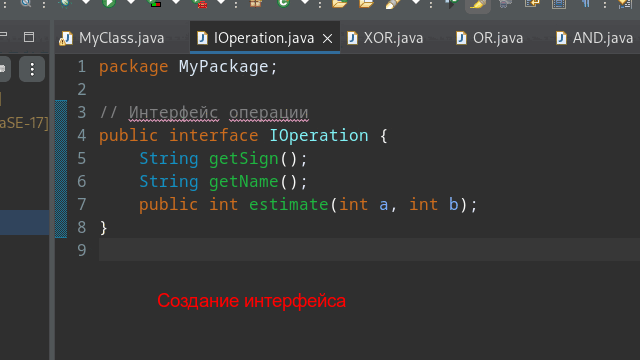 MyClass.java
IOperation.java
XOR.java
OR.java
AND.java
1 package MyPackage;
2
3 // Интерфейс операции
4 public interface IOperation {
5 String getSign();
6 String getName();
7 public int estimate(int a, int b);
8 }
9
aSE-17]
Создание интерфейса